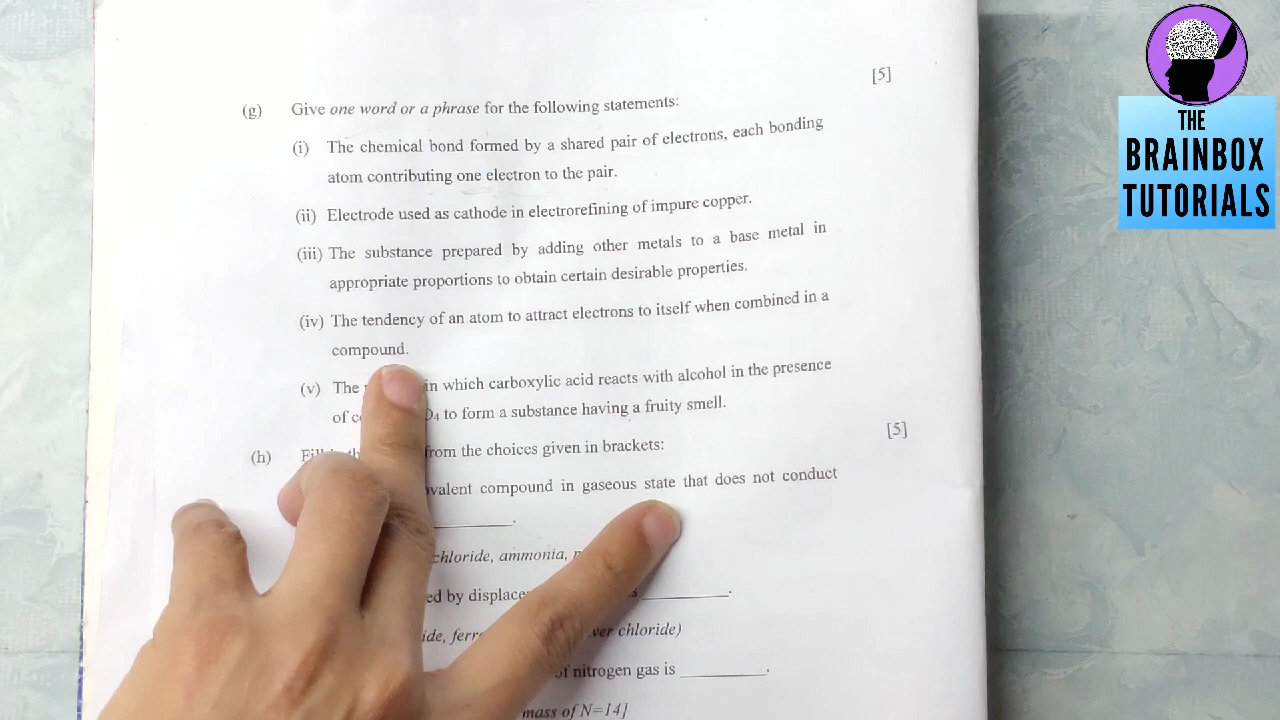 [5]
(g) Give one word or a phrase for the following statements:
(i) The chemical bond formed by a shared pair of electrons, each bonding
atom contributing one electron to the pair.
(ii) Electrode used as cathode in electrorefining of impure copper.
(iii) The substance prepared by adding other metals to a base metal in
appropriate proportions to obtain certain desirable properties.
(iv) The tendency of an atom to attract electrons to itself when combined in a
compound.
(v) The in which carboxylic acid reacts with alcohol in the presence
of to form a substance having a fruity smell.
[5]
(h) from the choices given in brackets:
compound in gaseous state that does not conduct
______.
chloride, ammonia,
by ______.
chloride)
of nitrogen gas is ______.
mass of N=14]
THE
BRAINBOX
TUTORIALS